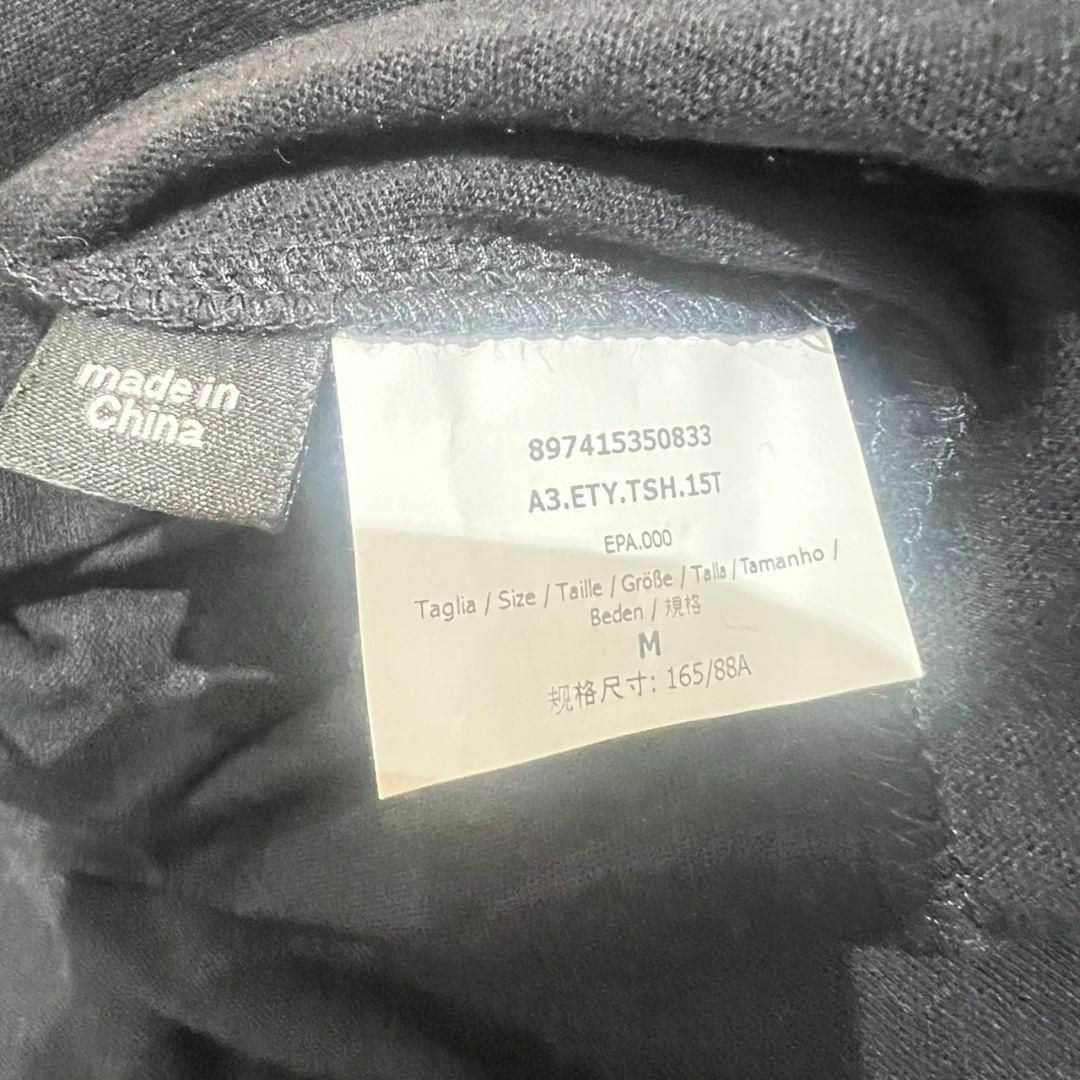 made in
China
897415350833
A3.ETY.TSH.15T
EPA.000
Taglia / Size / Taille / Größe / Talla / Tamanho /
Beden / 規格
M
规格尺寸: 165/88A